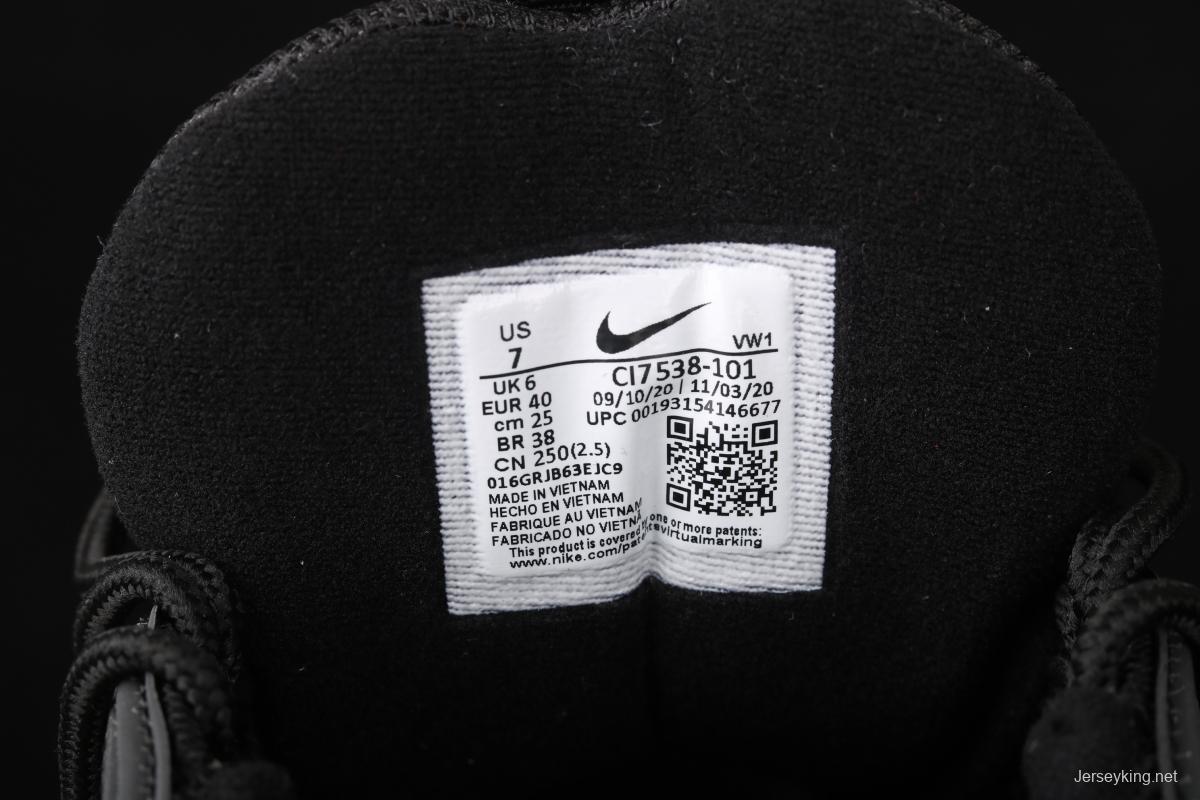 US
7
VW1
UK 6
EUR 40
cm 25
BR 38
CN 250(2.5)
CI7538-101
09/10/20 / 11/03/20
UPC 00193154146677
016GRJB63EJC9
MADE IN VIETNAM
HECHO EN VIETNAM
FABRIQUE AU VIETNAM
FABRICADO NO VIETNA
This product is covered one or more patents:
www.nike.com/pate virtualmarking
Jerseyking.net